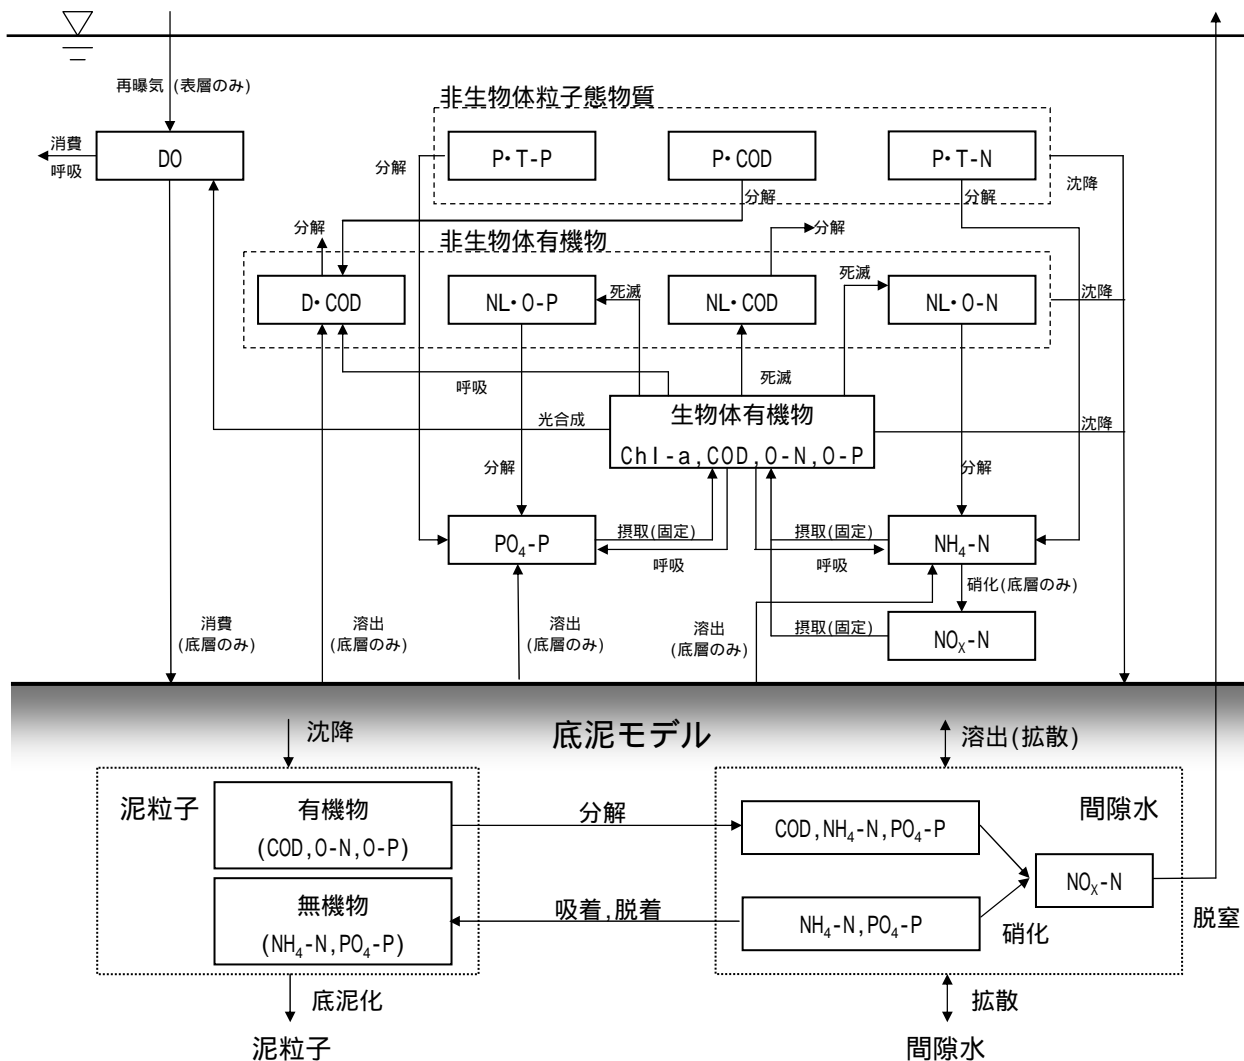 再曝気(表層のみ)
非生物体粒子態物質
消費
呼吸
DO
分解
P・T-P
P・COD
P・T-N
沈降
分解
分解
分解
非生物体有機物
分解
D・COD
NL・O-P
死滅
NL・COD
死滅
NL・O-N
沈降
呼吸
死滅
光合成
生物体有機物
Chl-a,COD,O-N,O-P
沈降
分解
分解
PO₄-P
摂取(固定)
呼吸
摂取(固定)
呼吸
NH₄-N
硝化(底層のみ)
消費
(底層のみ)
溶出
(底層のみ)
溶出
(底層のみ)
溶出
(底層のみ)
摂取(固定)
NOₓ-N
沈降
底泥モデル
溶出(拡散)
泥粒子
有機物
(COD,O-N,O-P)
分解
COD,NH₄-N,PO₄-P
間隙水
無機物
(NH₄-N,PO₄-P)
吸着,脱着
NH₄-N,PO₄-P
硝化
NOₓ-N
脱窒
底泥化
拡散
泥粒子
間隙水